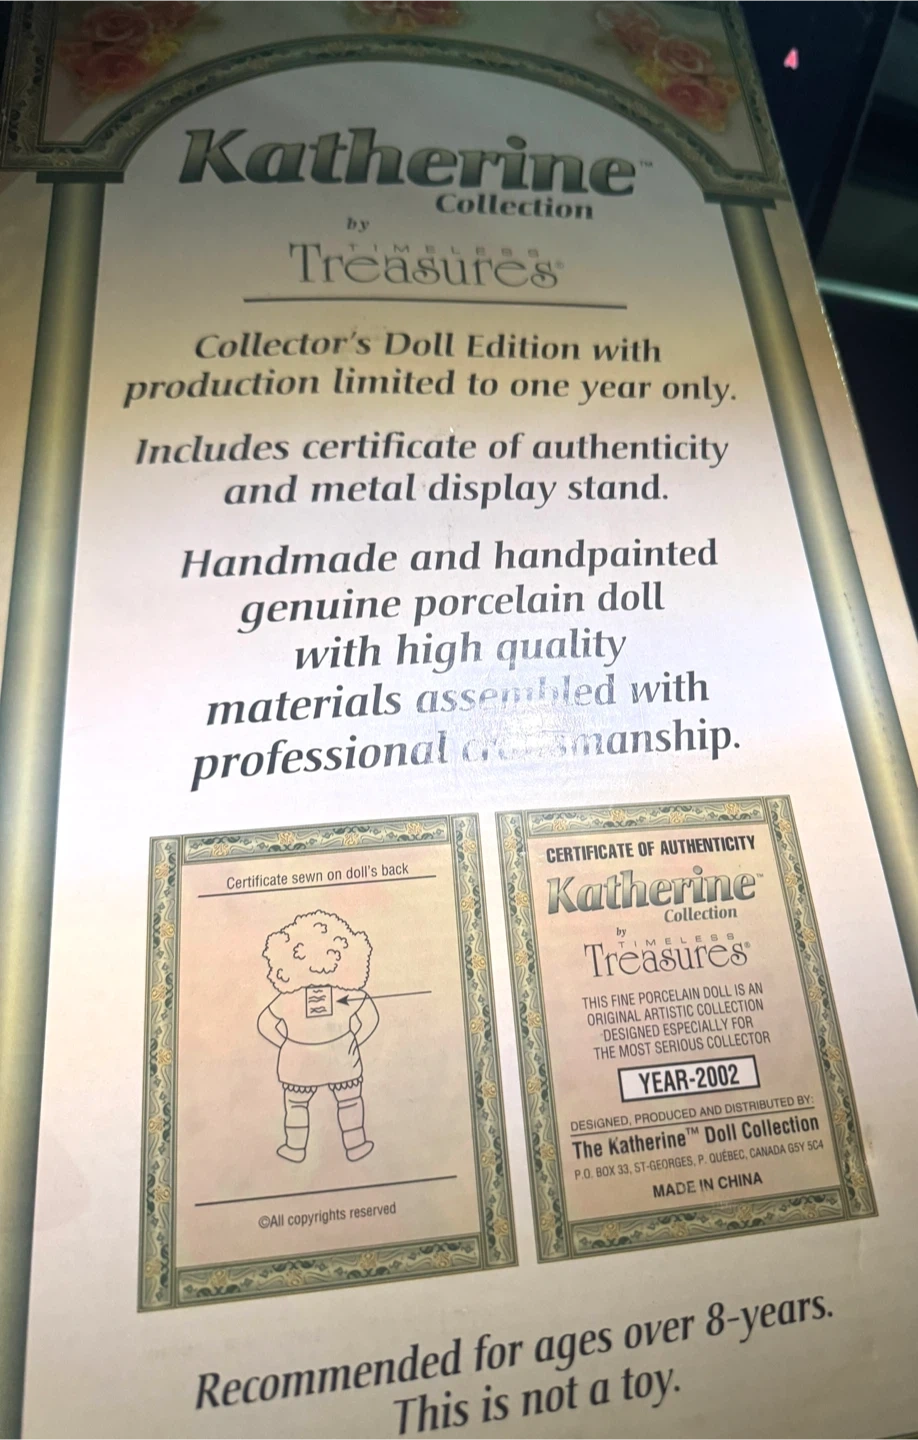 Katherine™
Collection
by
TIMELESS
Treasures®
Collector's Doll Edition with
production limited to one year only.
Includes certificate of authenticity
and metal display stand.
Handmade and handpainted
genuine porcelain doll
with high quality
materials assembled with
professional craftsmanship.
Certificate sewn on doll's back
©All copyrights reserved
CERTIFICATE OF AUTHENTICITY
Katherine™
Collection
by
TIMELESS
Treasures®
THIS FINE PORCELAIN DOLL IS AN
ORIGINAL ARTISTIC COLLECTION
DESIGNED ESPECIALLY FOR
THE MOST SERIOUS COLLECTOR
YEAR-2002
DESIGNED, PRODUCED AND DISTRIBUTED BY:
The Katherine™ Doll Collection
P.O. BOX 33, ST-GEORGES, P. QUÉBEC, CANADA G5Y 5C4
MADE IN CHINA
Recommended for ages over 8-years.
This is not a toy.